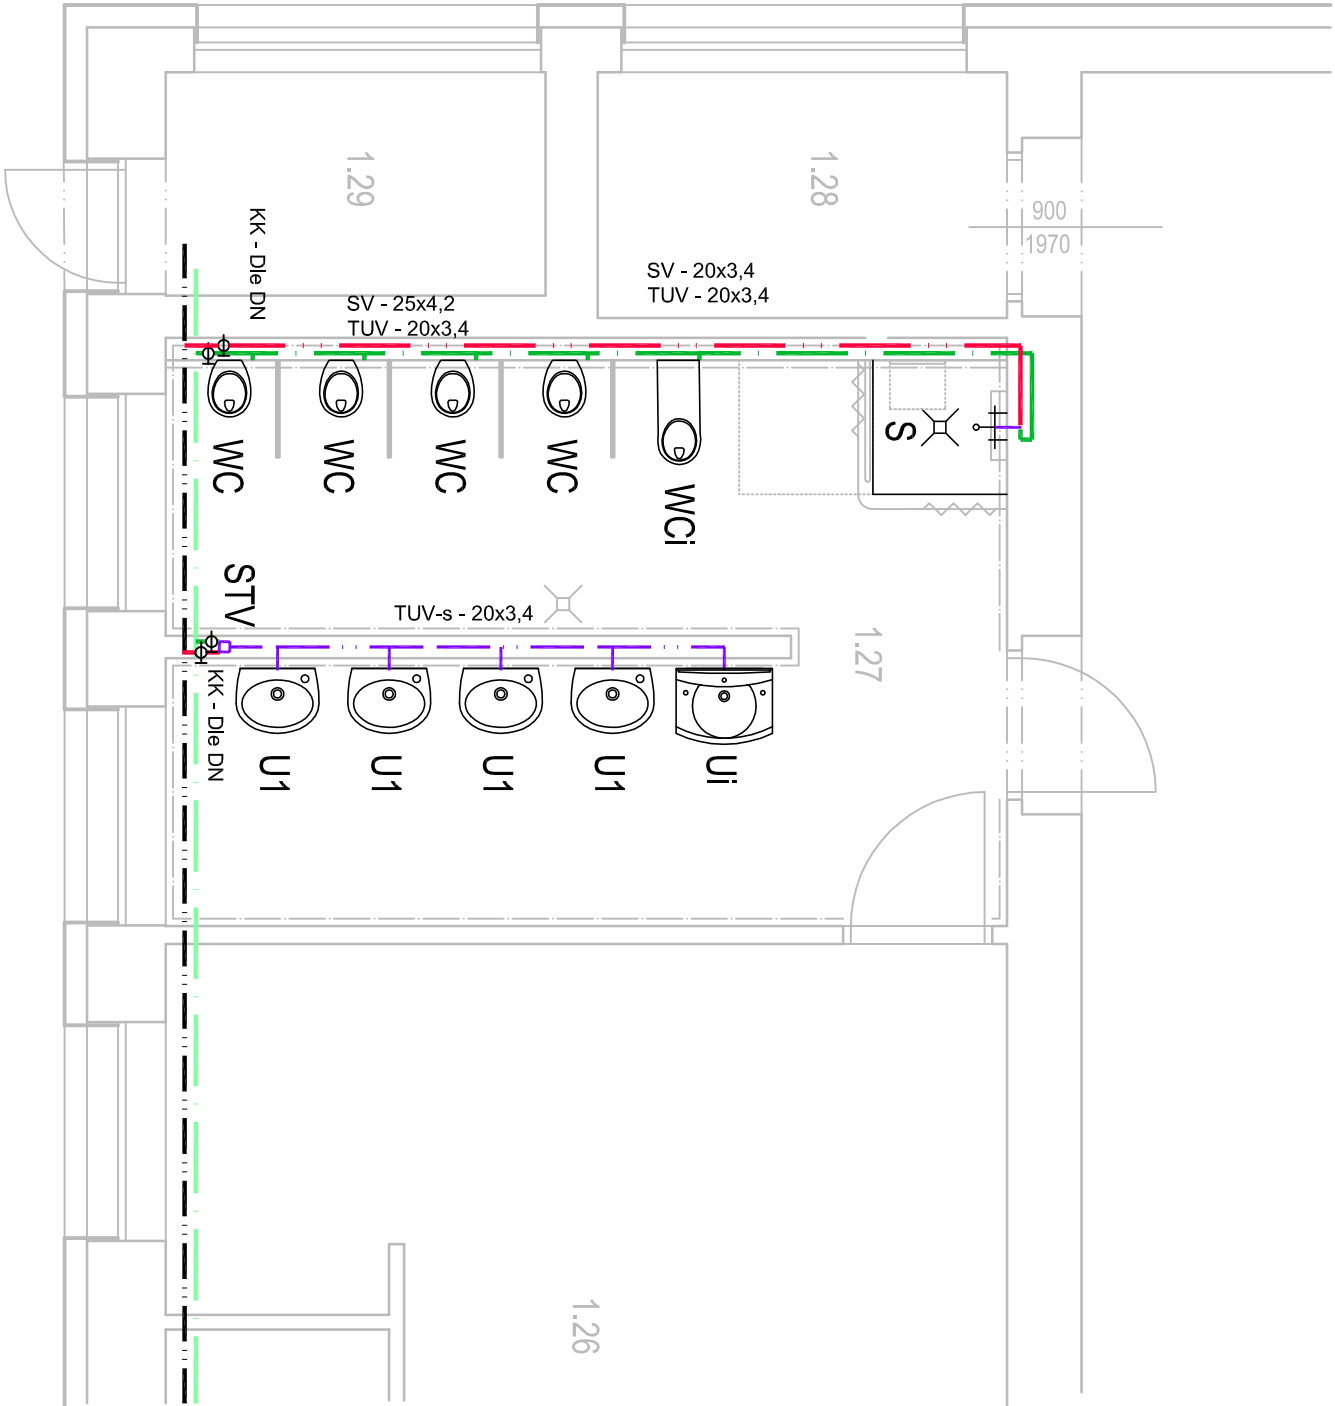 1.29
1.28
900
1970
KK - Dle DN
SV - 20x3,4
TUV - 20x3,4
SV - 25x4,2
TUV - 20x3,4
S
WC
WC
WC
WC
WCi
STV
TUV-s - 20x3,4
1.27
KK - Dle DN
U1
U1
U1
U1
Ui
1.26